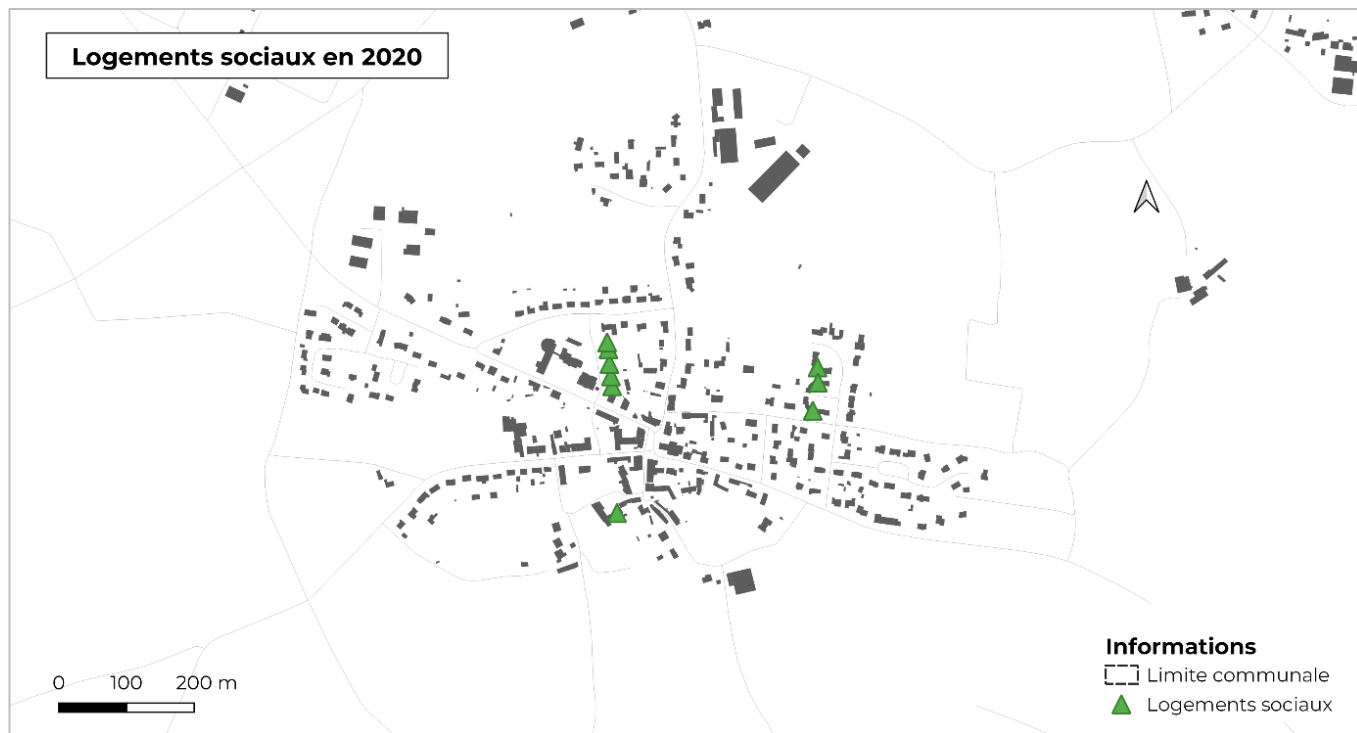 Logements sociaux en 2020
0 100 200 m
Informations
Limite communale
Logements sociaux